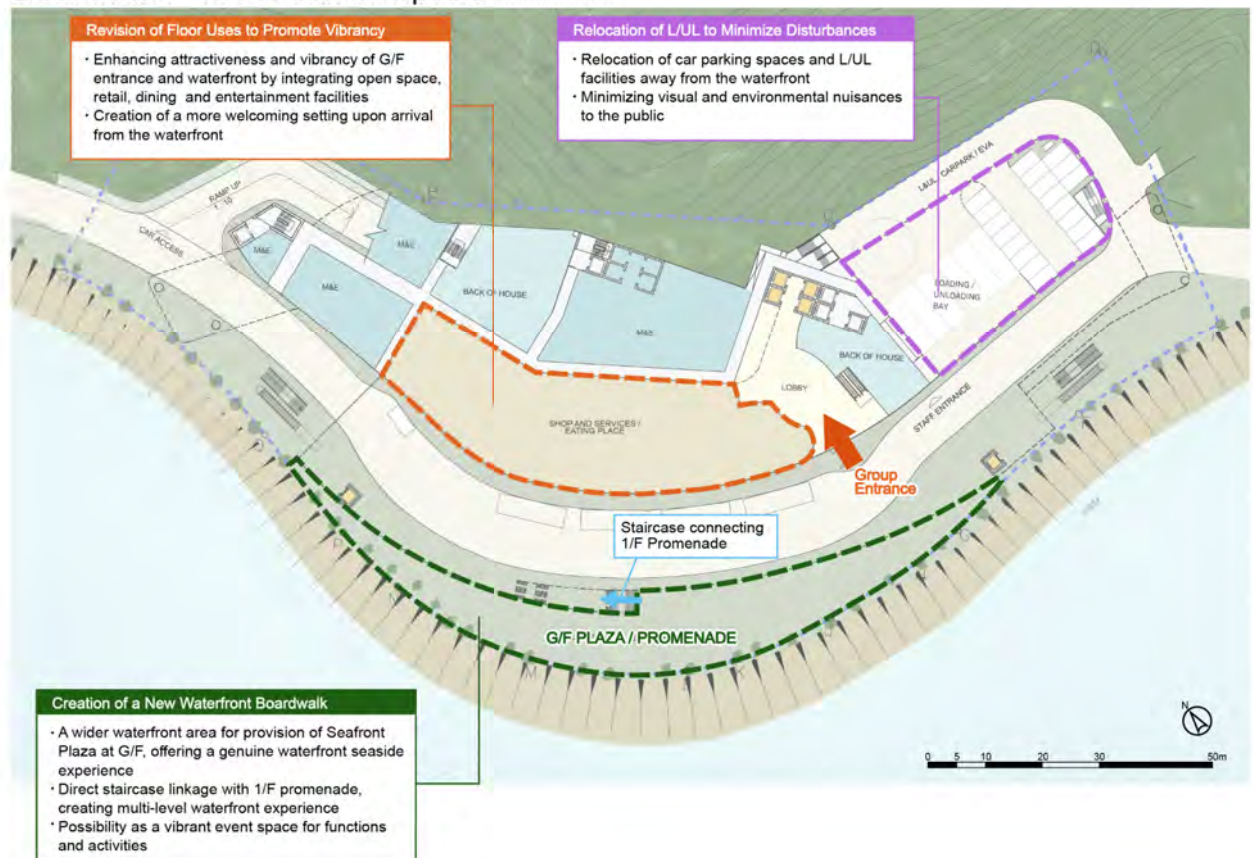 Revision of Floor Uses to Promote Vibrancy
· Enhancing attractiveness and vibrancy of G/F
entrance and waterfront by integrating open space,
retail, dining and entertainment facilities
· Creation of a more welcoming setting upon arrival
from the waterfront
Relocation of L/UL to Minimize Disturbances
· Relocation of car parking spaces and L/UL
facilities away from the waterfront
· Minimizing visual and environmental nuisances
to the public
RAMP UP
1 : 10
CAR ACCESS
M&E
M&E
M&E
BACK OF HOUSE
M&E
L&UL / CARPARK / EVA
LOADING /
UNLOADING
BAY
BACK OF HOUSE
LOBBY
STAFF ENTRANCE
SHOP AND SERVICES /
EATING PLACE
Group
Entrance
Staircase connecting
1/F Promenade
G/F PLAZA / PROMENADE
Creation of a New Waterfront Boardwalk
· A wider waterfront area for provision of Seafront
Plaza at G/F, offering a genuine waterfront seaside
experience
· Direct staircase linkage with 1/F promenade,
creating multi-level waterfront experience
· Possibility as a vibrant event space for functions
and activities
N
0 5 10 20 30 50m